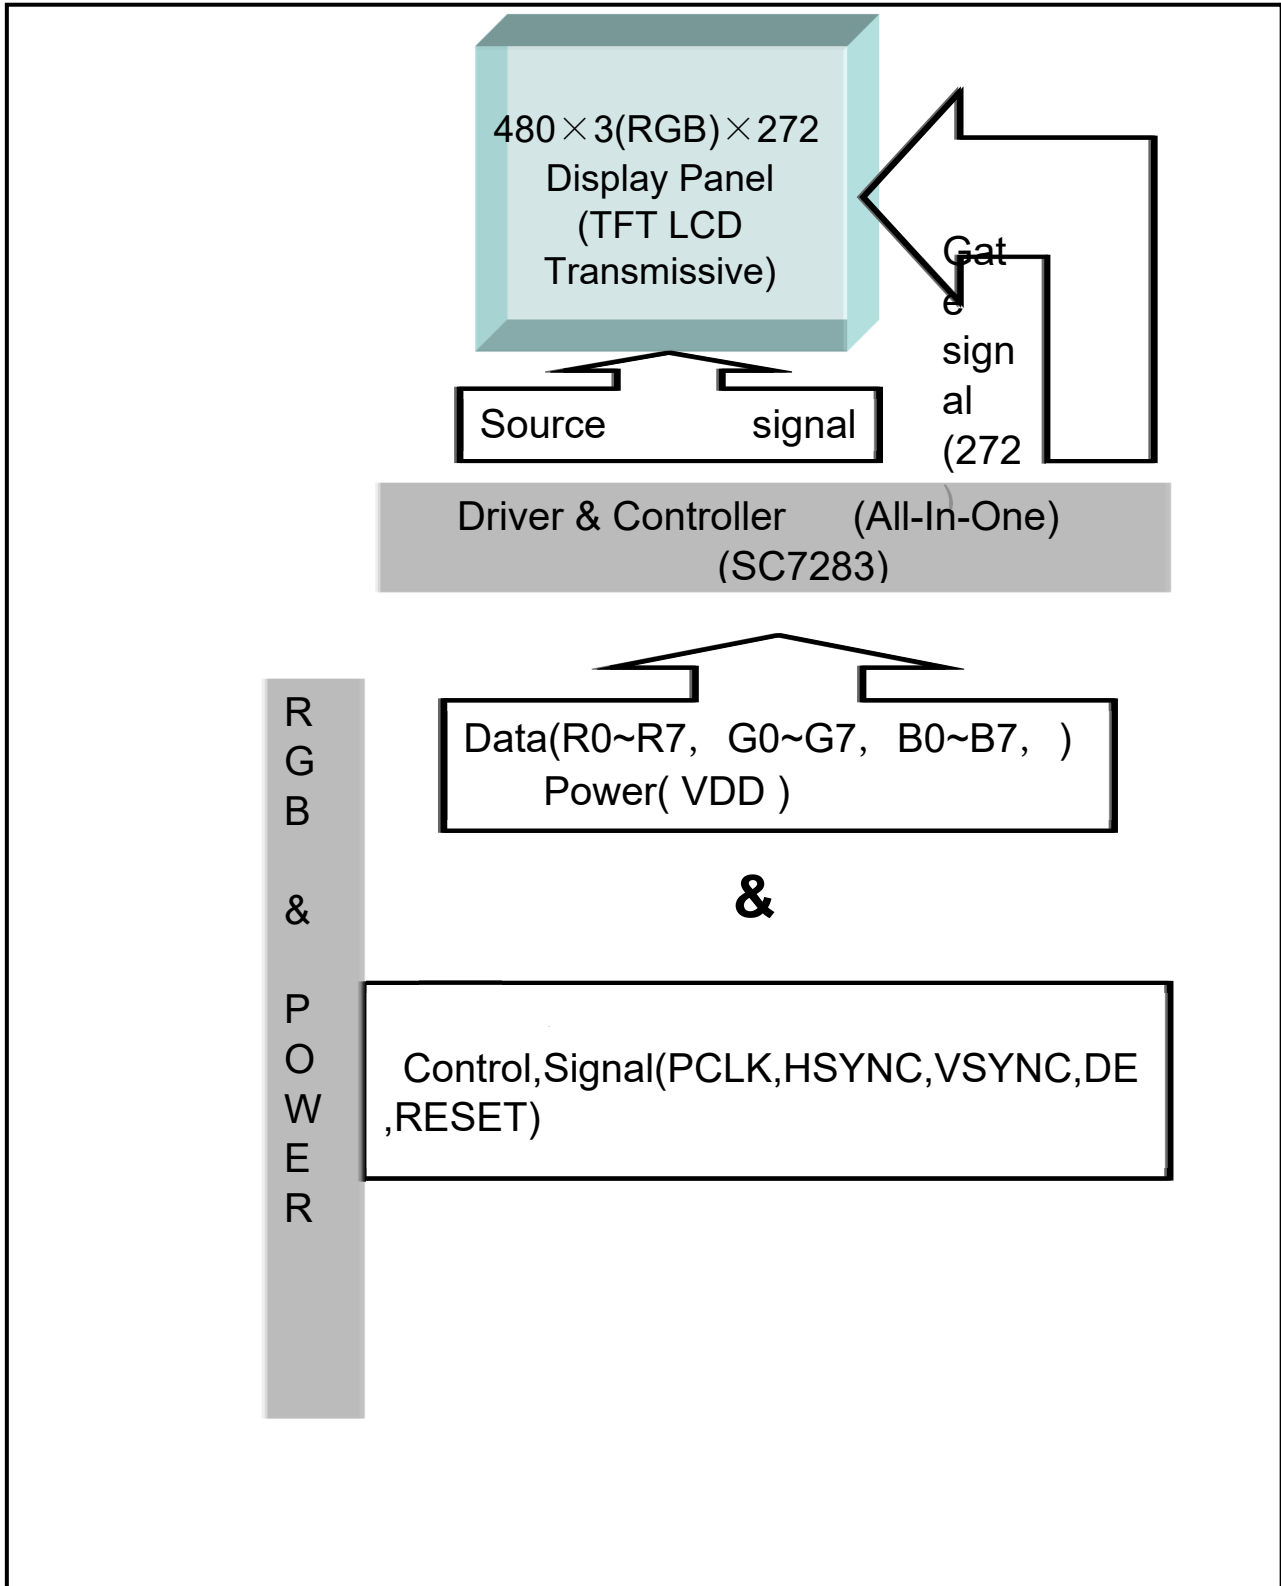 480×3(RGB)×272
Display Panel
(TFT LCD
Transmissive)
Gat
e
sign
al
(272
)
Source signal
Driver & Controller (All-In-One)
(SC7283)
R
G
B
&
P
O
W
E
R
Data(R0~R7, G0~G7, B0~B7, )
Power( VDD )
&
Control,Signal(PCLK,HSYNC,VSYNC,DE
,RESET)